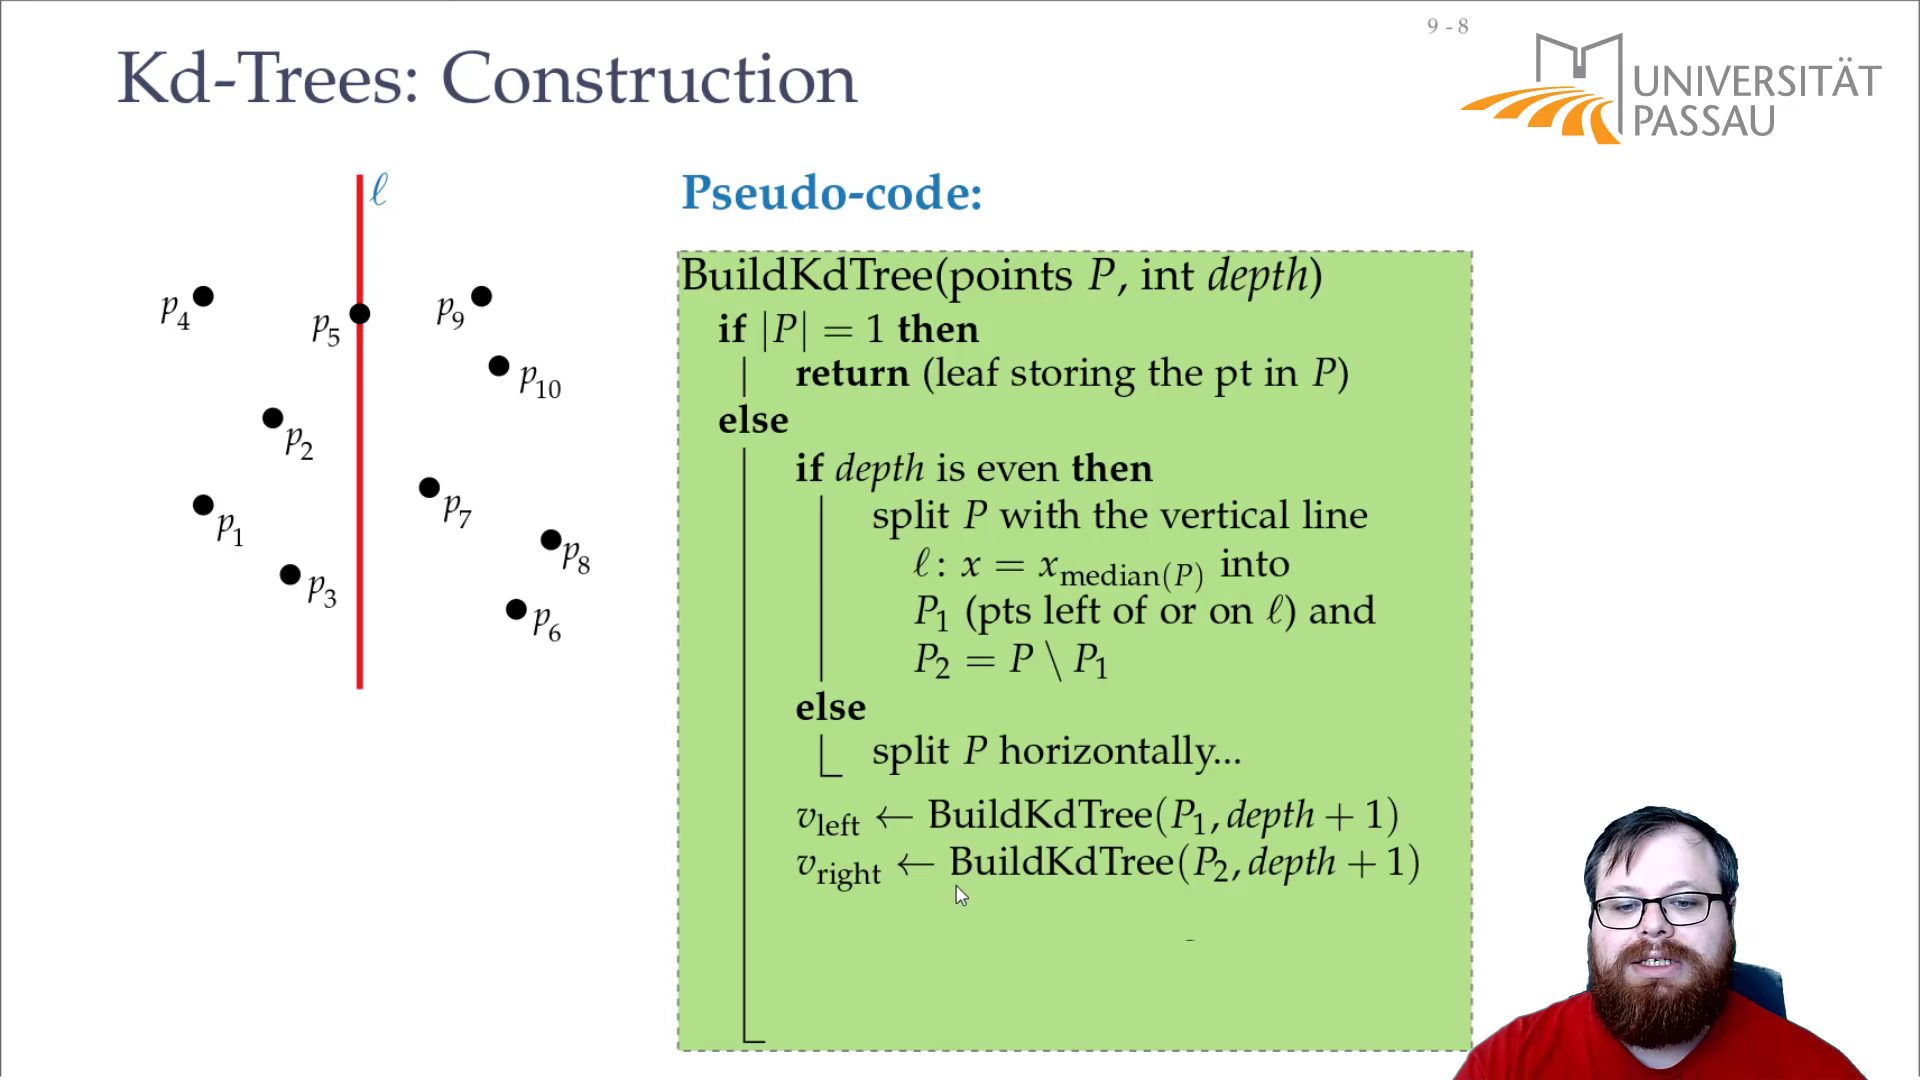 9 - 8
Kd-Trees: Construction
UNIVERSITÄT
PASSAU
ℓ
Pseudo-code:
p4
p5
p9
p10
p2
p7
p1
p8
p3
p6
BuildKdTree(points P, int depth)
if |P| = 1 then
return (leaf storing the pt in P)
else
if depth is even then
split P with the vertical line
ℓ: x = x_median(P) into
P1 (pts left of or on ℓ) and
P2 = P \ P1
else
split P horizontally...
v_left ← BuildKdTree(P1, depth + 1)
v_right ← BuildKdTree(P2, depth + 1)